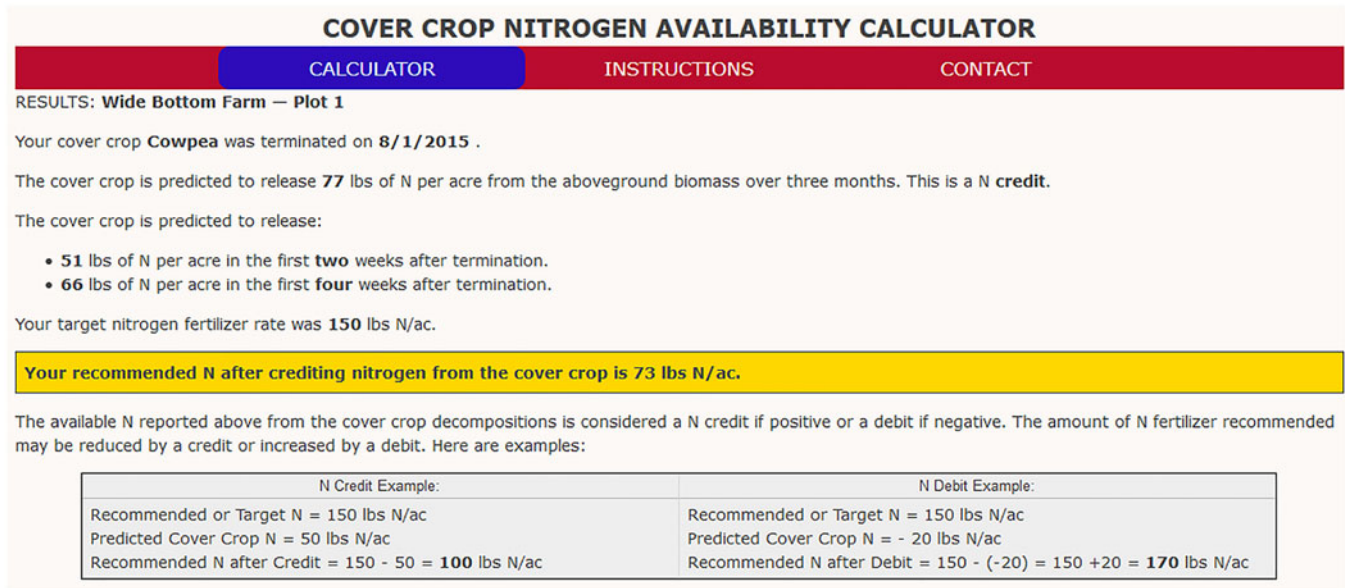 COVER CROP NITROGEN AVAILABILITY CALCULATOR
CALCULATOR INSTRUCTIONS CONTACT
RESULTS: Wide Bottom Farm — Plot 1
Your cover crop Cowpea was terminated on 8/1/2015 .
The cover crop is predicted to release 77 lbs of N per acre from the aboveground biomass over three months. This is a N credit.
The cover crop is predicted to release:
• 51 lbs of N per acre in the first two weeks after termination.
• 66 lbs of N per acre in the first four weeks after termination.
Your target nitrogen fertilizer rate was 150 lbs N/ac.
Your recommended N after crediting nitrogen from the cover crop is 73 lbs N/ac.
The available N reported above from the cover crop decompositions is considered a N credit if positive or a debit if negative. The amount of N fertilizer recommended
may be reduced by a credit or increased by a debit. Here are examples:
N Credit Example:
Recommended or Target N = 150 lbs N/ac
Predicted Cover Crop N = 50 lbs N/ac
Recommended N after Credit = 150 - 50 = 100 lbs N/ac
N Debit Example:
Recommended or Target N = 150 lbs N/ac
Predicted Cover Crop N = - 20 lbs N/ac
Recommended N after Debit = 150 - (-20) = 150 +20 = 170 lbs N/ac